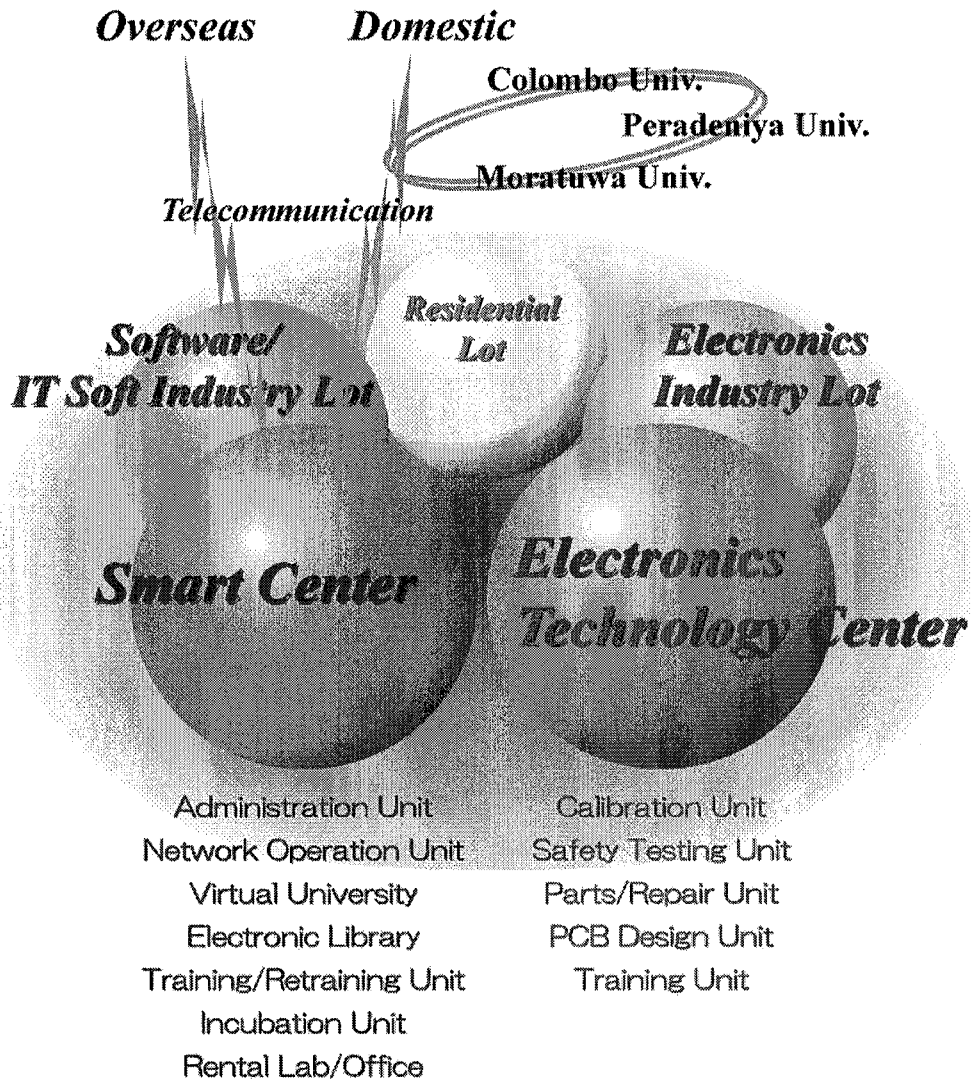 Overseas Domestic
Colombo Univ.
Peradeniya Univ.
Moratuwa Univ.
Telecommunication
Residential
Lot
Software/
IT Soft Industry Lot
Electronics
Industry Lot
Smart Center
Electronics
Technology Center
Administration Unit
Network Operation Unit
Virtual University
Electronic Library
Training/Retraining Unit
Incubation Unit
Rental Lab/Office
Calibration Unit
Safety Testing Unit
Parts/Repair Unit
PCB Design Unit
Training Unit